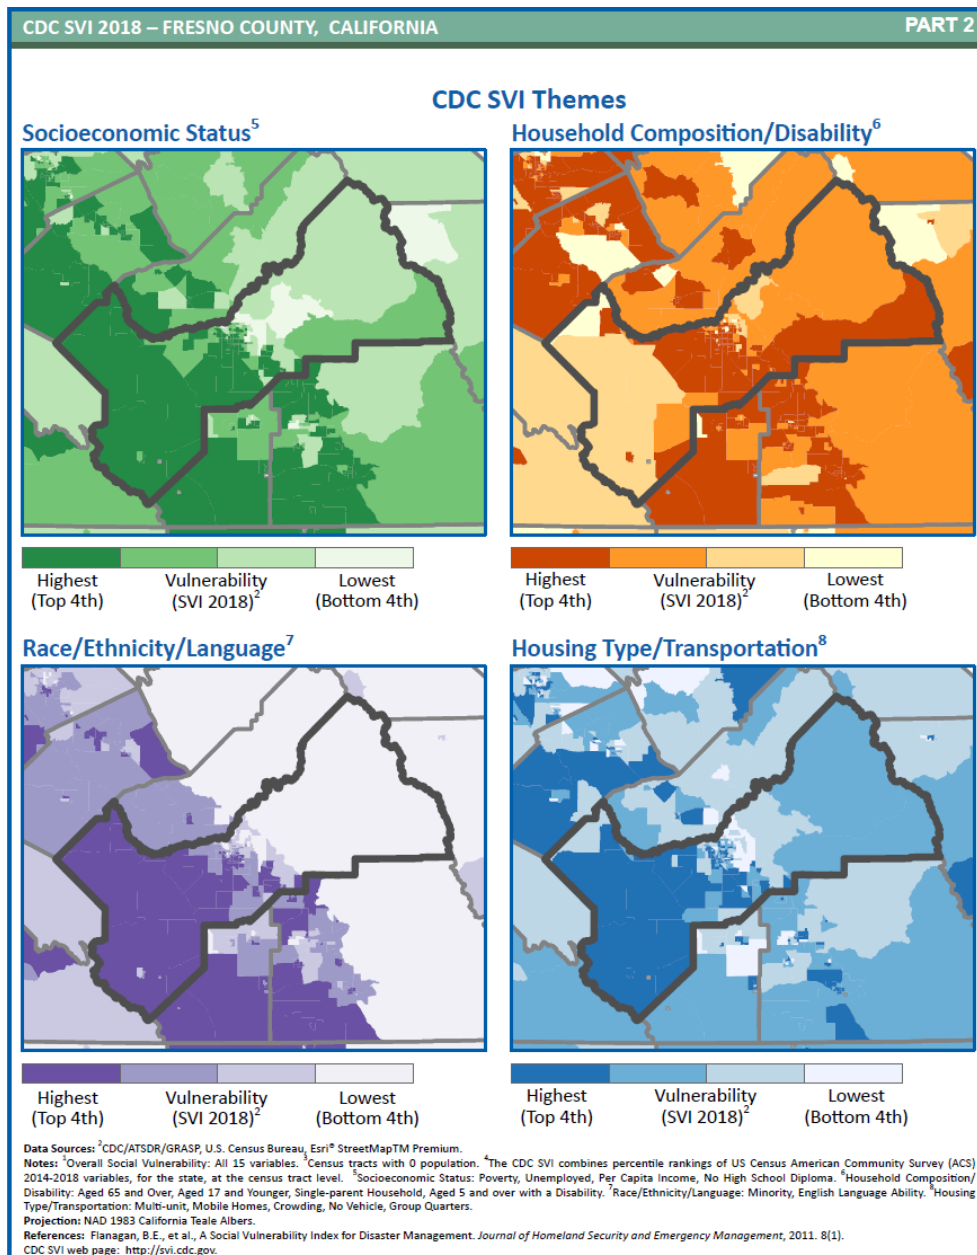 CDC SVI 2018 – FRESNO COUNTY, CALIFORNIA PART 2
CDC SVI Themes
Socioeconomic Status5
Household Composition/Disability6
Highest
(Top 4th)
Vulnerability
(SVI 2018)2
Lowest
(Bottom 4th)
Highest
(Top 4th)
Vulnerability
(SVI 2018)2
Lowest
(Bottom 4th)
Race/Ethnicity/Language7
Housing Type/Transportation8
Highest
(Top 4th)
Vulnerability
(SVI 2018)2
Lowest
(Bottom 4th)
Highest
(Top 4th)
Vulnerability
(SVI 2018)2
Lowest
(Bottom 4th)
Data Sources: 2CDC/ATSDR/GRASP, U.S. Census Bureau, Esri® StreetMapTM Premium.
Notes: 1Overall Social Vulnerability: All 15 variables. 3Census tracts with 0 population. 4The CDC SVI combines percentile rankings of US Census American Community Survey (ACS)
2014-2018 variables, for the state, at the census tract level. 5Socioeconomic Status: Poverty, Unemployed, Per Capita Income, No High School Diploma. 6Household Composition/
Disability: Aged 65 and Over, Aged 17 and Younger, Single-parent Household, Aged 5 and over with a Disability. 7Race/Ethnicity/Language: Minority, English Language Ability. 8Housing
Type/Transportation: Multi-unit, Mobile Homes, Crowding, No Vehicle, Group Quarters.
Projection: NAD 1983 California Teale Albers.
References: Flanagan, B.E., et al., A Social Vulnerability Index for Disaster Management. Journal of Homeland Security and Emergency Management, 2011. 8(1).
CDC SVI web page: http://svi.cdc.gov.